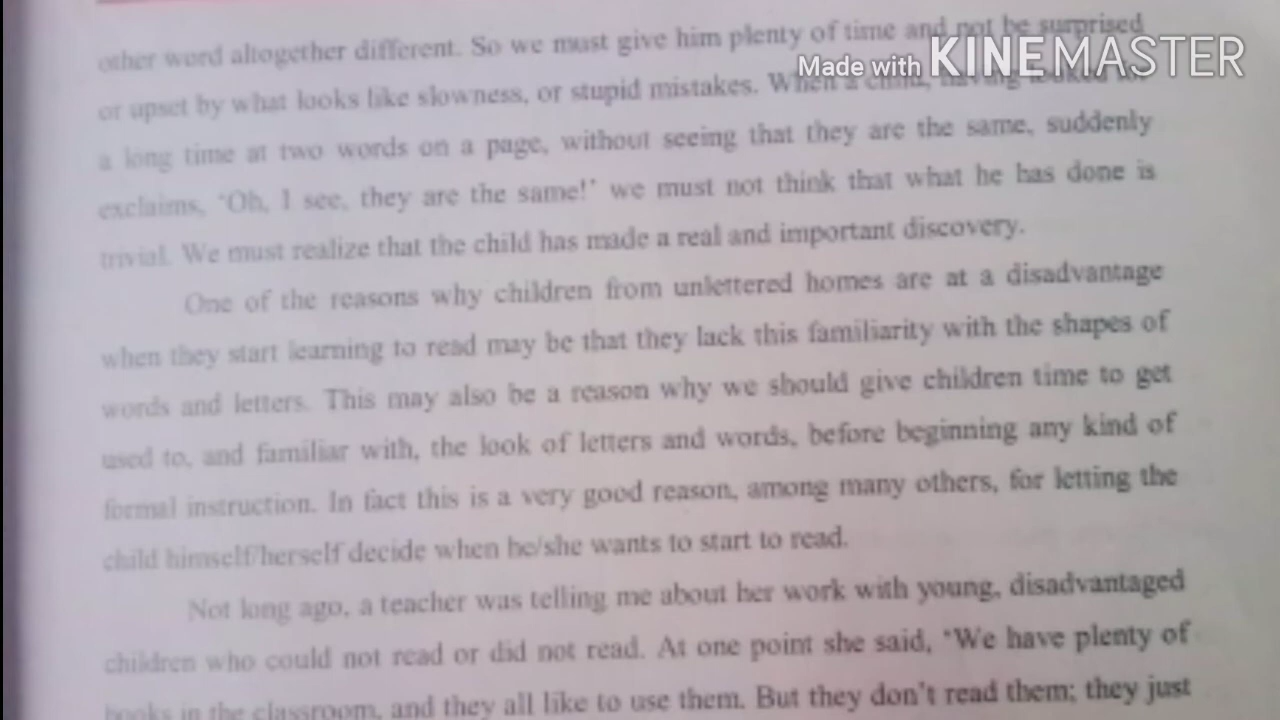 other word altogether different. So we must give him plenty of time and not be surprised
Made with KINEMASTER
or upset by what looks like slowness, or stupid mistakes. When a child, having looked
a long time at two words on a page, without seeing that they are the same, suddenly
exclaims, 'Oh, I see, they are the same!' we must not think that what he has done is
trivial. We must realize that the child has made a real and important discovery.
One of the reasons why children from unlettered homes are at a disadvantage
when they start learning to read may be that they lack this familiarity with the shapes of
words and letters. This may also be a reason why we should give children time to get
used to, and familiar with, the look of letters and words, before beginning any kind of
formal instruction. In fact this is a very good reason, among many others, for letting the
child himself/herself decide when he/she wants to start to read.
Not long ago, a teacher was telling me about her work with young, disadvantaged
children who could not read or did not read. At one point she said, 'We have plenty of
books in the classroom, and they all like to use them. But they don't read them; they just